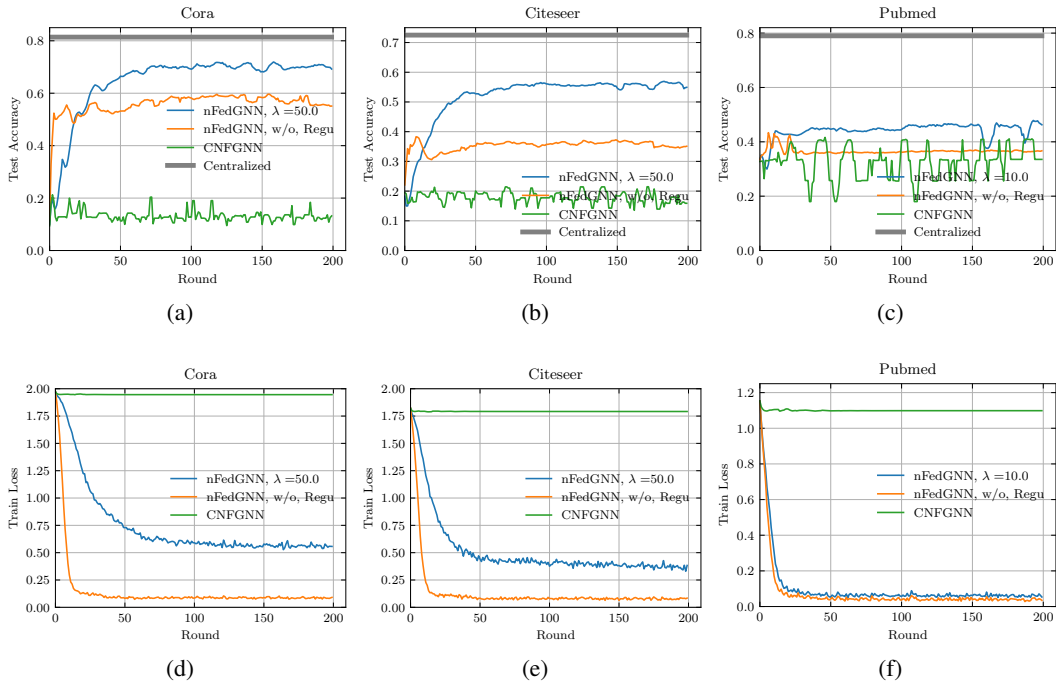 Cora
0.8
0.6
0.4
0.2
0.0
Test Accuracy
0
50
100
150
200
Round
nFedGNN, λ =50.0
nFedGNN, w/o, Regu
CNFGNN
Centralized
(a)
Citeseer
0.7
0.6
0.5
0.4
0.3
0.2
0.1
0.0
Test Accuracy
0
50
100
150
200
Round
nFedGNN, λ =50.0
nFedGNN, w/o, Regu
CNFGNN
Centralized
(b)
Pubmed
0.8
0.6
0.4
0.2
0.0
Test Accuracy
0
50
100
150
200
Round
nFedGNN, λ =10.0
nFedGNN, w/o, Regu
CNFGNN
Centralized
(c)
Cora
2.00
1.75
1.50
1.25
1.00
0.75
0.50
0.25
0.00
Train Loss
0
50
100
150
200
Round
nFedGNN, λ =50.0
nFedGNN, w/o, Regu
CNFGNN
(d)
Citeseer
2.00
1.75
1.50
1.25
1.00
0.75
0.50
0.25
0.00
Train Loss
0
50
100
150
200
Round
nFedGNN, λ =50.0
nFedGNN, w/o, Regu
CNFGNN
(e)
Pubmed
1.2
1.0
0.8
0.6
0.4
0.2
0.0
Train Loss
0
50
100
150
200
Round
nFedGNN, λ =10.0
nFedGNN, w/o, Regu
CNFGNN
(f)